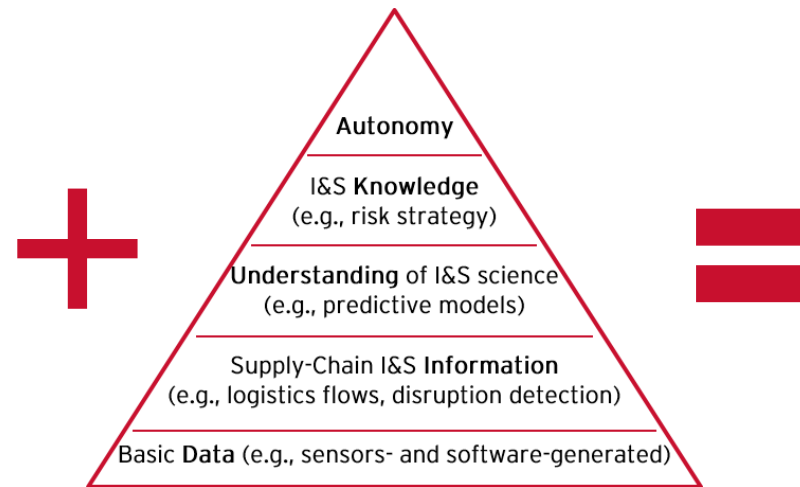 Autonomy
I&S Knowledge
(e.g., risk strategy)
Understanding of I&S science
(e.g., predictive models)
Supply-Chain I&S Information
(e.g., logistics flows, disruption detection)
Basic Data (e.g., sensors- and software-generated)